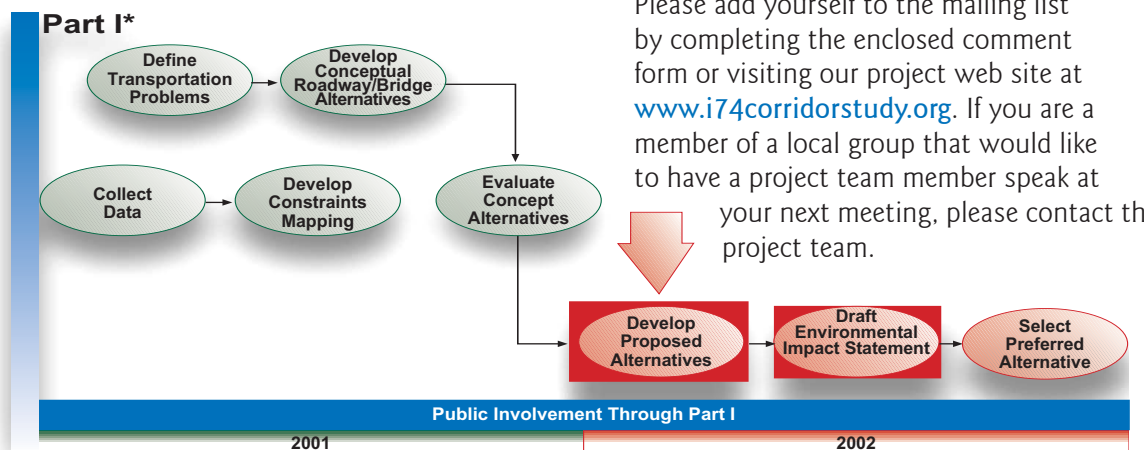 Part I*
Define
Transportation
Problems
Develop
Conceptual
Roadway/Bridge
Alternatives
Collect
Data
Develop
Constraints
Mapping
Evaluate
Concept
Alternatives
Please add yourself to the mailing list
by completing the enclosed comment
form or visiting our project web site at
www.i74corridorstudy.org. If you are a
member of a local group that would like
to have a project team member speak at
your next meeting, please contact th
project team.
Develop
Proposed
Alternatives
Draft
Environmental
Impact Statement
Select
Preferred
Alternative
Public Involvement Through Part I
2001
2002